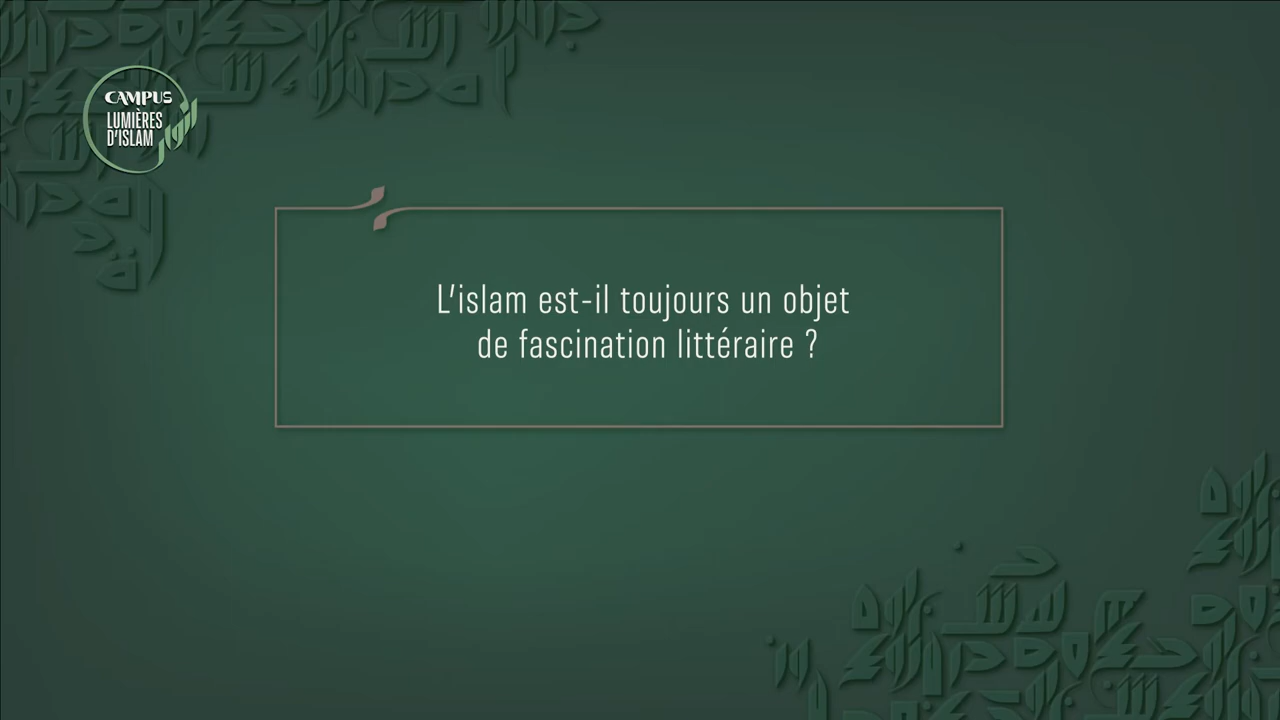 CAMPUS
LUMIÈRES
D'ISLAM
L'islam est-il toujours un objet
de fascination littéraire ?